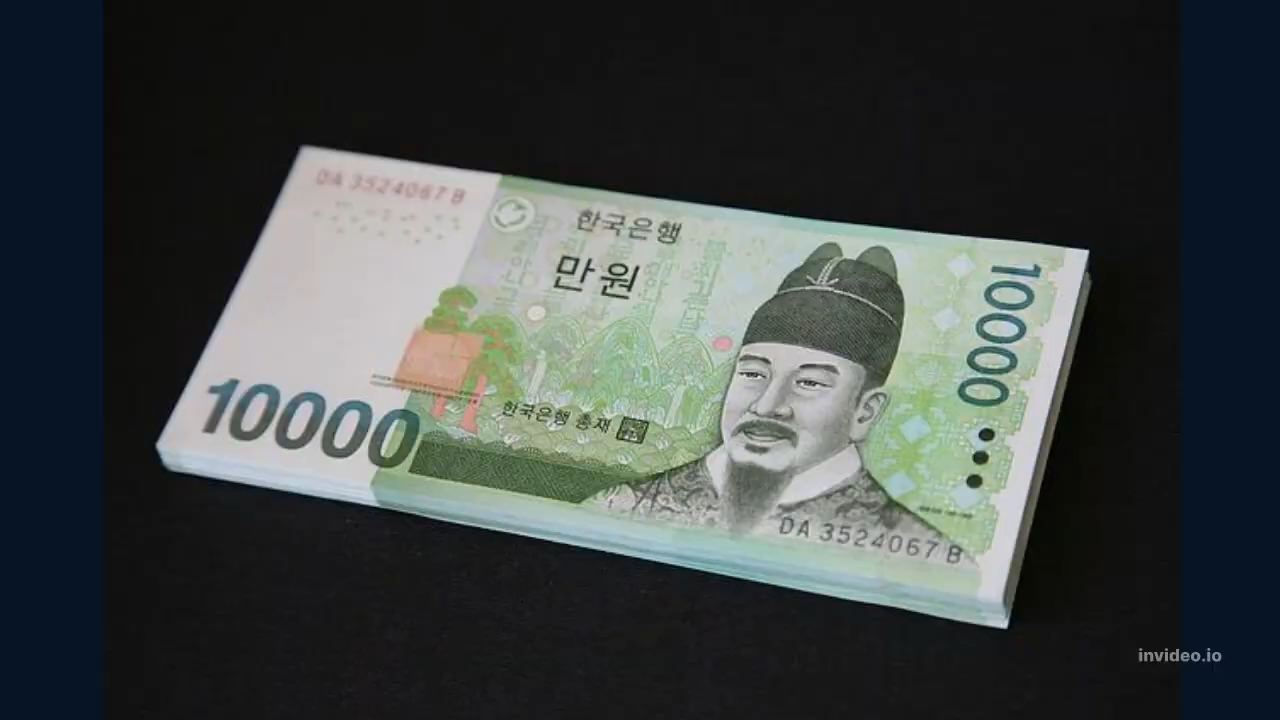 DA 3524067 B
한국은행
만원
10000
한국은행 총재
10000
DA 3524067 B
invideo.io